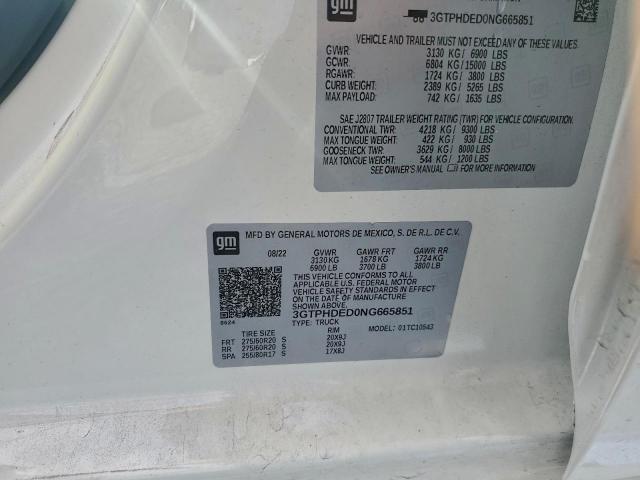 gm
3GTPHDED0NG665851
VEHICLE AND TRAILER MUST NOT EXCEED ANY OF THESE VALUES.
GVWR: 3130 KG / 6900 LBS
GCWR: 6804 KG / 15000 LBS
RGAWR: 1724 KG / 3800 LBS
CURB WEIGHT: 2389 KG / 5265 LBS
MAX PAYLOAD: 742 KG / 1635 LBS
SAE J2807 TRAILER WEIGHT RATING (TWR) FOR VEHICLE CONFIGURATION.
CONVENTIONAL TWR: 4218 KG / 9300 LBS
MAX TONGUE WEIGHT: 422 KG / 930 LBS
GOOSENECK TWR: 3629 KG / 8000 LBS
MAX TONGUE WEIGHT: 544 KG / 1200 LBS
SEE OWNER'S MANUAL FOR MORE INFORMATION
gm
MFD BY GENERAL MOTORS DE MEXICO, S. DE R.L. DE C.V.
08/22 GVWR GAWR FRT GAWR RR
3130 KG 1678 KG 1724 KG
6900 LB 3700 LB 3800 LB
THIS VEHICLE CONFORMS TO ALL
APPLICABLE U.S. FEDERAL MOTOR
VEHICLE SAFETY STANDARDS IN EFFECT
ON THE DATE OF MANUFACTURE
SHOWN ABOVE.
3GTPHDED0NG665851
TYPE: TRUCK MODEL: 01TC10543
0624
TIRE SIZE RIM
FRT 275/60R20 S 20X9J
RR 275/60R20 S 20X9J
SPA 255/80R17 S 17X8J